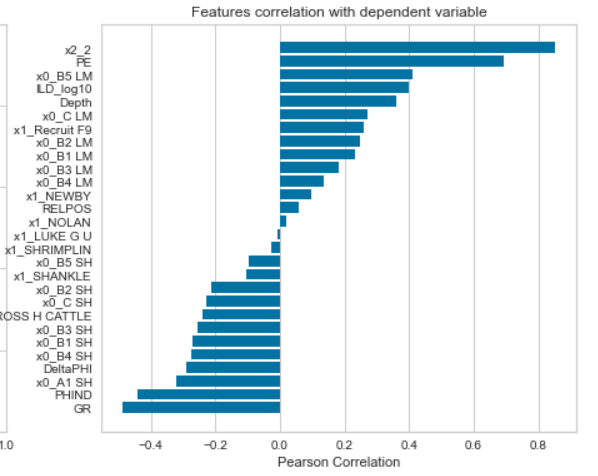 Features correlation with dependent variable
x2_2
PE
x0_B5 LM
ILD_log10
Depth
x0_C LM
x1_Recruit F9
x0_B2 LM
x0_B1 LM
x0_B3 LM
x0_B4 LM
x1_NEWBY
RELPOS
x1_NOLAN
x1_LUKE G U
x1_SHRIMPLIN
x0_B5 SH
x1_SHANKLE
x0_B2 SH
x0_C SH
ROSS H CATTLE
x0_B3 SH
x0_B1 SH
x0_B4 SH
DeltaPHI
x0_A1 SH
PHIND
GR
1.0 −0.4 −0.2 0.0 0.2 0.4 0.6 0.8
Pearson Correlation